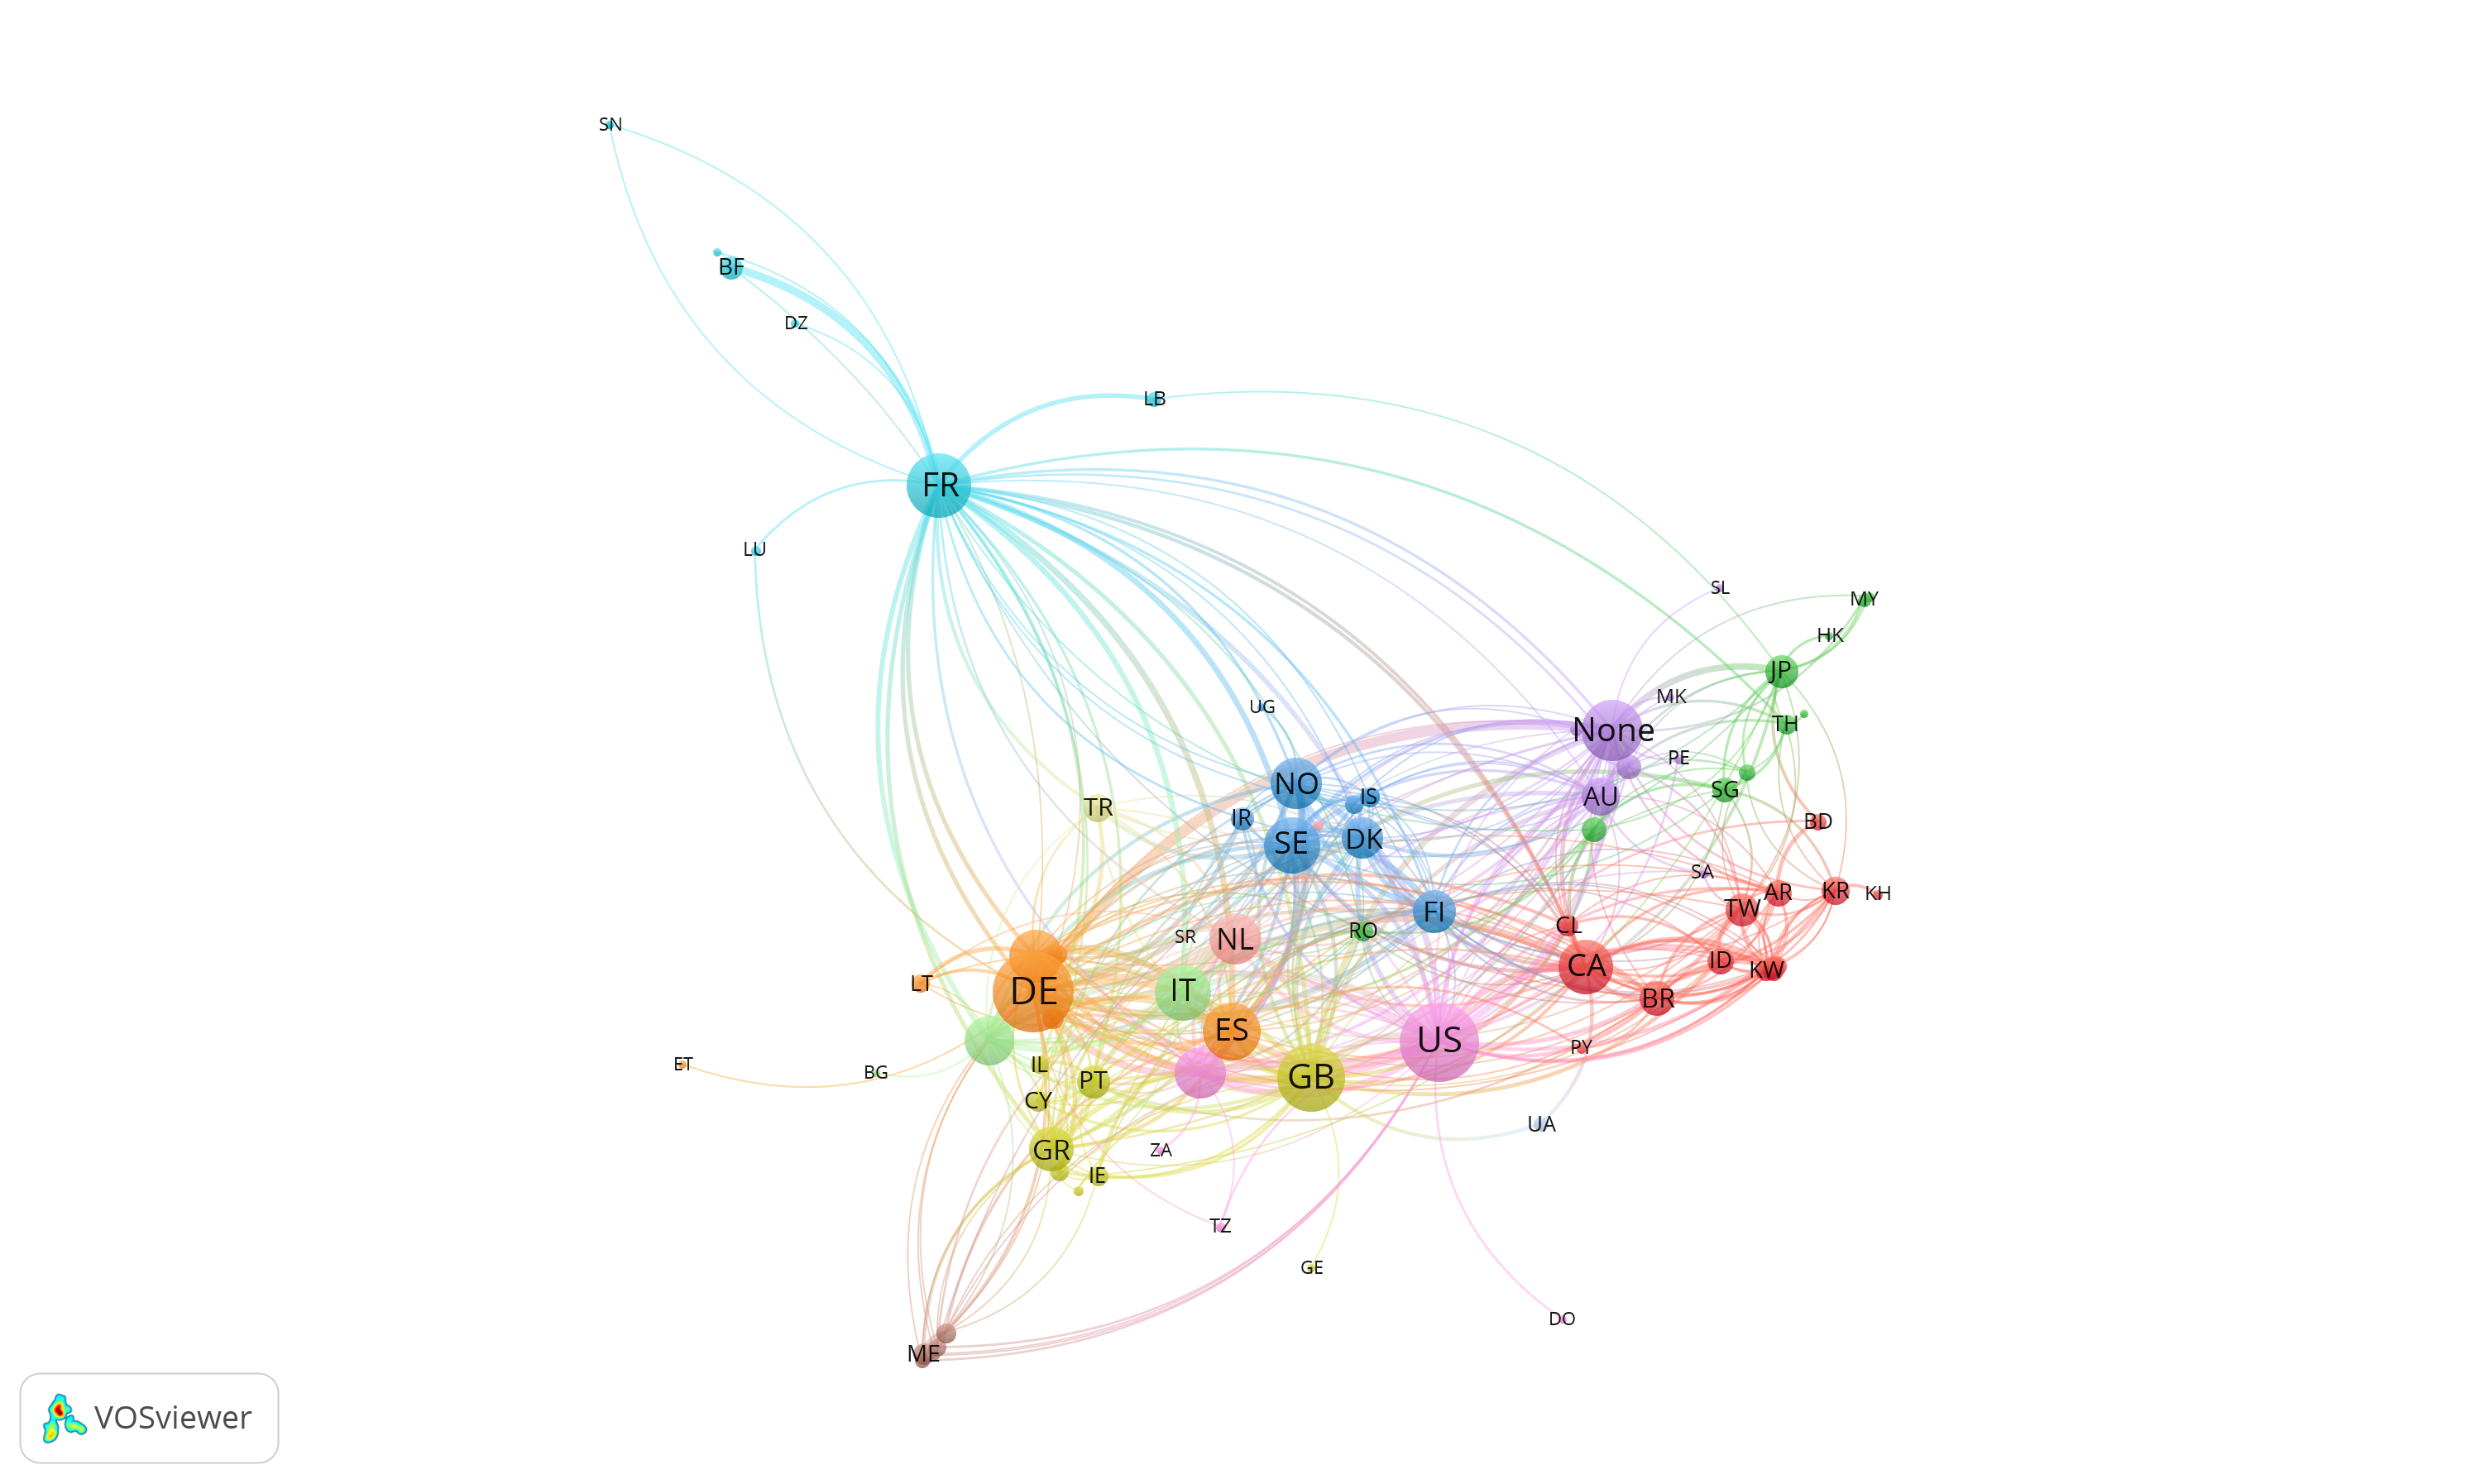 SN
BF
DZ
LB
FR
LU
SL
MY
HK
JP
MK
UG
TH
None
PE
NO
SG
IS
AU
TR
IR
BD
SE
DK
SA
AR
KR
KH
TW
FI
CL
RO
SR
NL
ID
CA
KW
LT
DE
IT
BR
ES
US
PY
ET
IL
BG
PT
GB
CY
UA
GR
ZA
IE
TZ
GE
DO
ME
VOSviewer